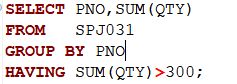 SELECT PNO,SUM(QTY)
FROM SPJ031
GROUP BY PNO
HAVING SUM(QTY)>300;